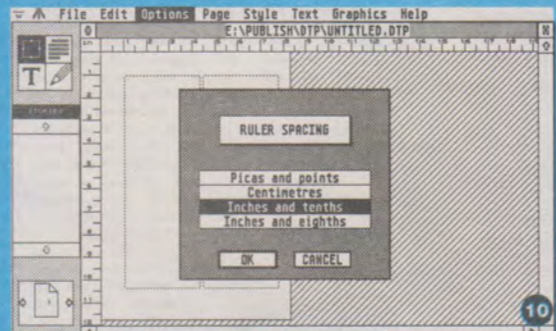 File Edit Options Page Style Text Graphics Help
E:\PUBLISH\DTP\UNTITLED.DTP
T
RULER SPACING
Picas and points
Centimetres
Inches and tenths
Inches and eighths
OK CANCEL
10